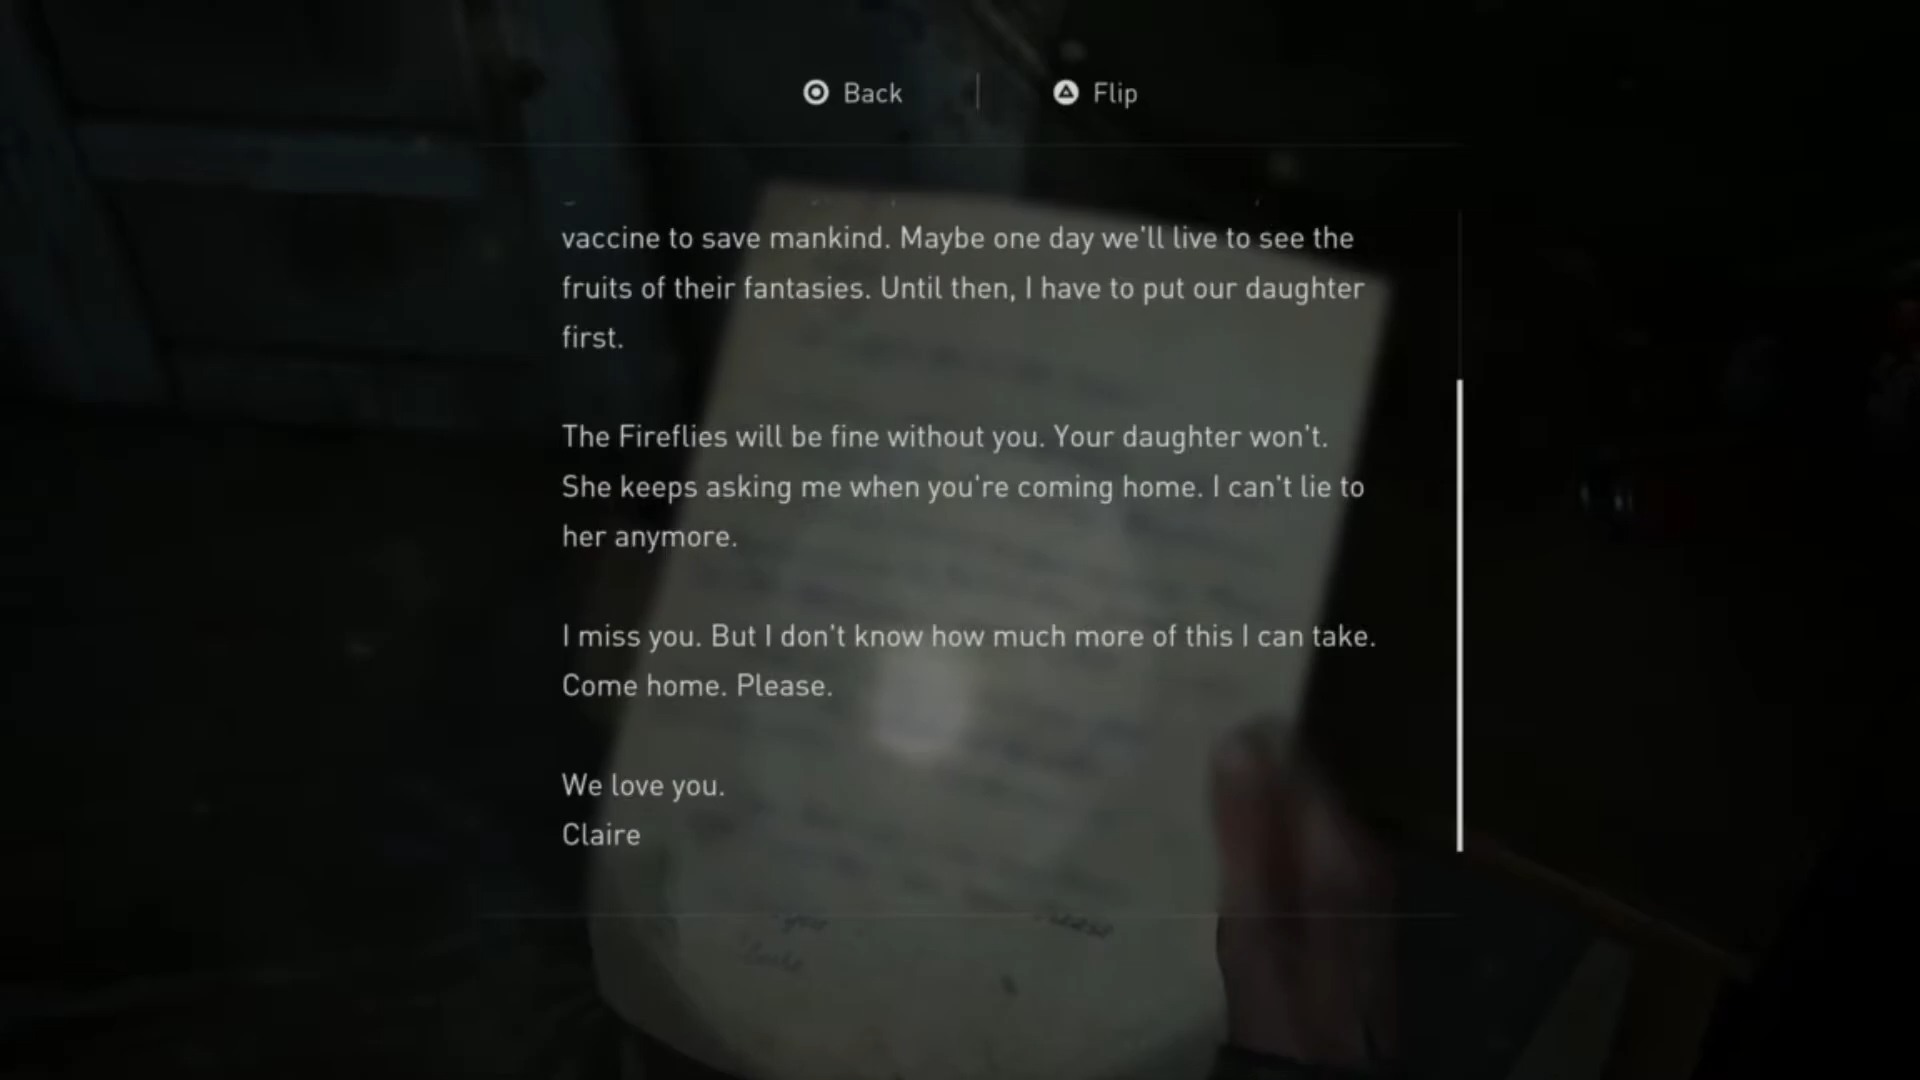 Back | Flip
vaccine to save mankind. Maybe one day we'll live to see the
fruits of their fantasies. Until then, I have to put our daughter
first.
The Fireflies will be fine without you. Your daughter won't.
She keeps asking me when you're coming home. I can't lie to
her anymore.
I miss you. But I don't know how much more of this I can take.
Come home. Please.
We love you.
Claire